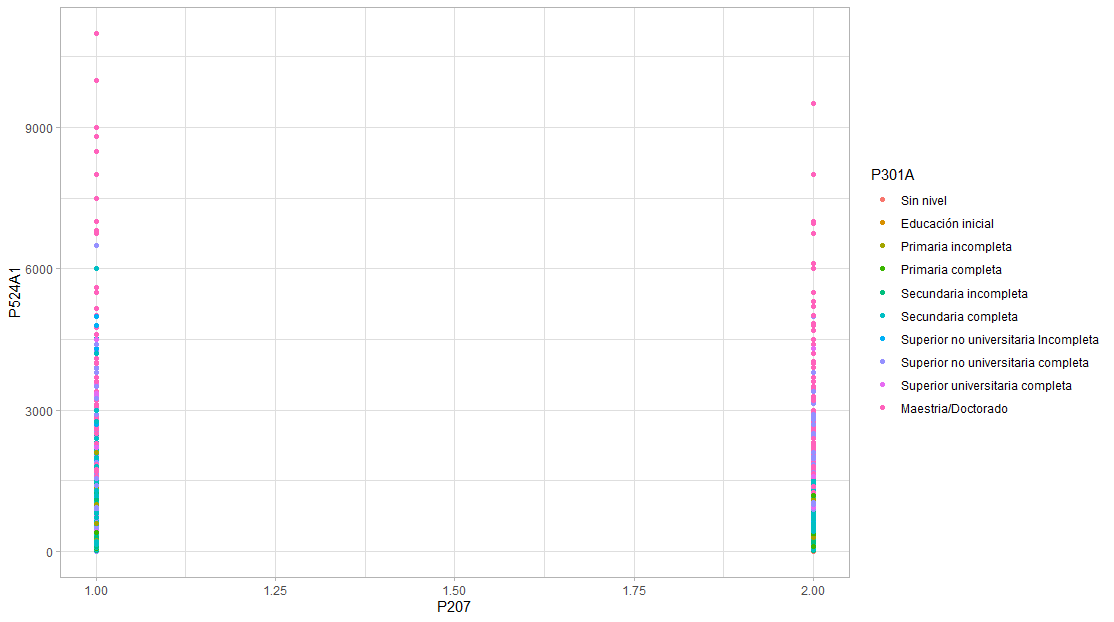 P524A1
9000
6000
3000
0
1.00
1.25
1.50
1.75
2.00
P207
P301A
Sin nivel
Educación inicial
Primaria incompleta
Primaria completa
Secundaria incompleta
Secundaria completa
Superior no universitaria Incompleta
Superior no universitaria completa
Superior universitaria completa
Maestria/Doctorado